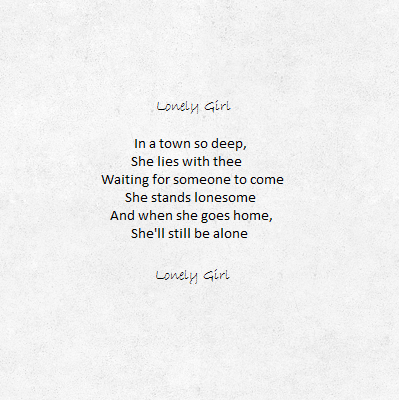 Lonely Girl
In a town so deep,
She lies with thee
Waiting for someone to come
She stands lonesome
And when she goes home,
She'll still be alone
Lonely Girl